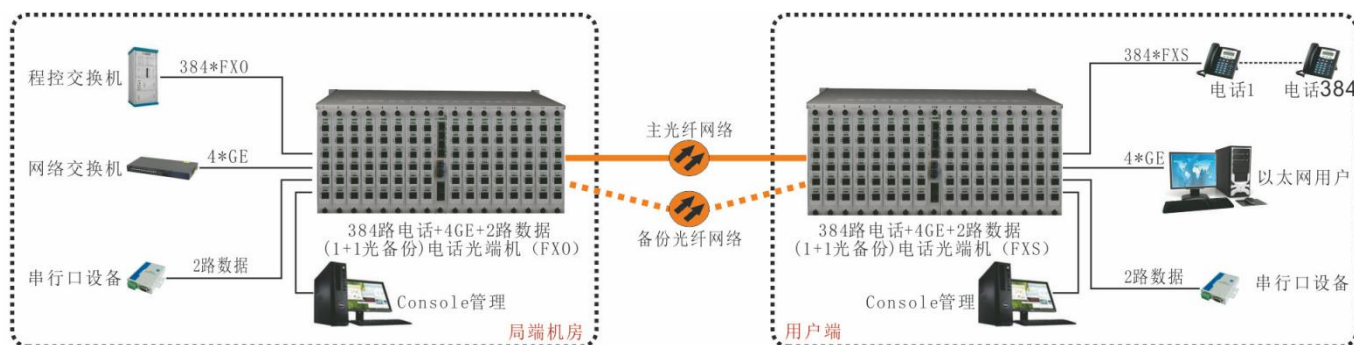 程控交换机
384*FXO
网络交换机
4*GE
串行口设备
2路数据
384路电话+4GE+2路数据
(1+1光备份)电话光端机（FXO）
Console管理
局端机房
主光纤网络
备份光纤网络
384*FXS
电话1
电话384
4*GE
以太网用户
384路电话+4GE+2路数据
(1+1光备份)电话光端机（FXS）
Console管理
2路数据
串行口设备
用户端